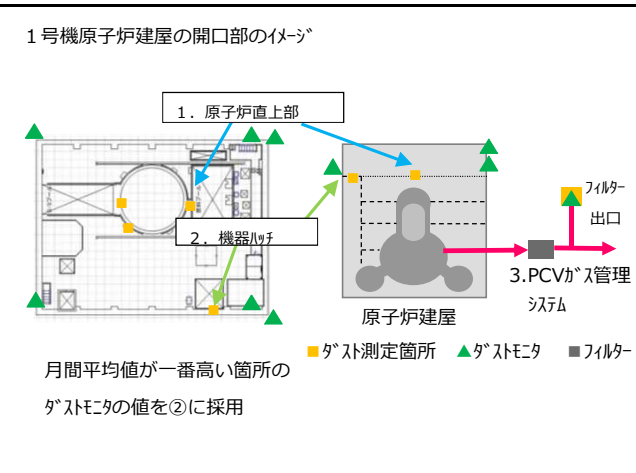 １号機原子炉建屋の開口部のｲﾒｰｼﾞ
１．原子炉直上部
２．機器ﾊｯﾁ
ﾌｨﾙﾀｰ
出口
3.PCVｶﾞｽ管理
ｼｽﾃﾑ
原子炉建屋
ﾀﾞｽﾄ測定箇所 ﾀﾞｽﾄﾓﾆﾀ ﾌｨﾙﾀｰ
月間平均値が一番高い箇所の
ﾀﾞｽﾄﾓﾆﾀの値を②に採用